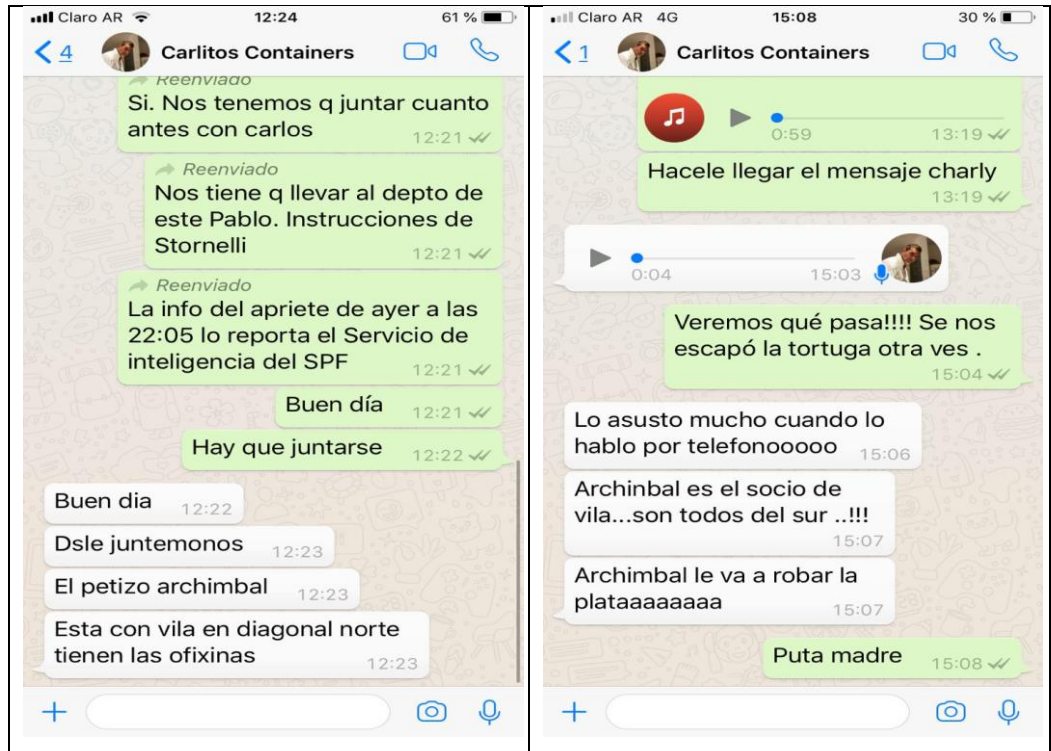 Claro AR
12:24
61 %
4
Carlitos Containers
Reenviado
Si. Nos tenemos q juntar cuanto
antes con carlos
12:21
Reenviado
Nos tiene q llevar al depto de
este Pablo. Instrucciones de
Stornelli
12:21
Reenviado
La info del apriete de ayer a las
22:05 lo reporta el Servicio de
inteligencia del SPF
12:21
Buen día
12:21
Hay que juntarse
12:22
Buen dia
12:22
Dsle juntemonos
12:23
El petizo archimbal
12:23
Esta con vila en diagonal norte
tienen las ofixinas
12:23
Claro AR 4G
15:08
30 %
1
Carlitos Containers
0:59
13:19
Hacele llegar el mensaje charly
13:19
0:04
15:03
Veremos qué pasa!!!! Se nos
escapó la tortuga otra ves .
15:04
Lo asusto mucho cuando lo
hablo por telefonooooo
15:06
Archinbal es el socio de
vila...son todos del sur ..!!!
15:07
Archimbal le va a robar la
plataaaaaaaa
15:07
Puta madre
15:08